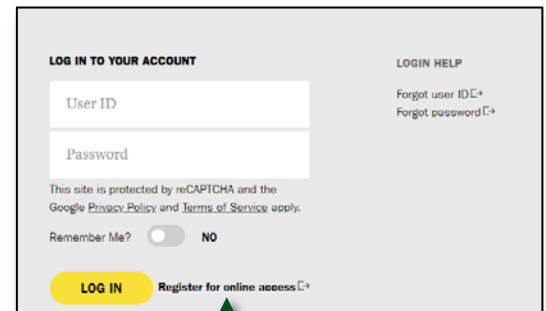 LOG IN TO YOUR ACCOUNT
User ID
Password
This site is protected by reCAPTCHA and the
Google Privacy Policy and Terms of Service apply.
Remember Me? NO
LOG IN Register for online access
LOGIN HELP
Forgot user ID
Forgot password